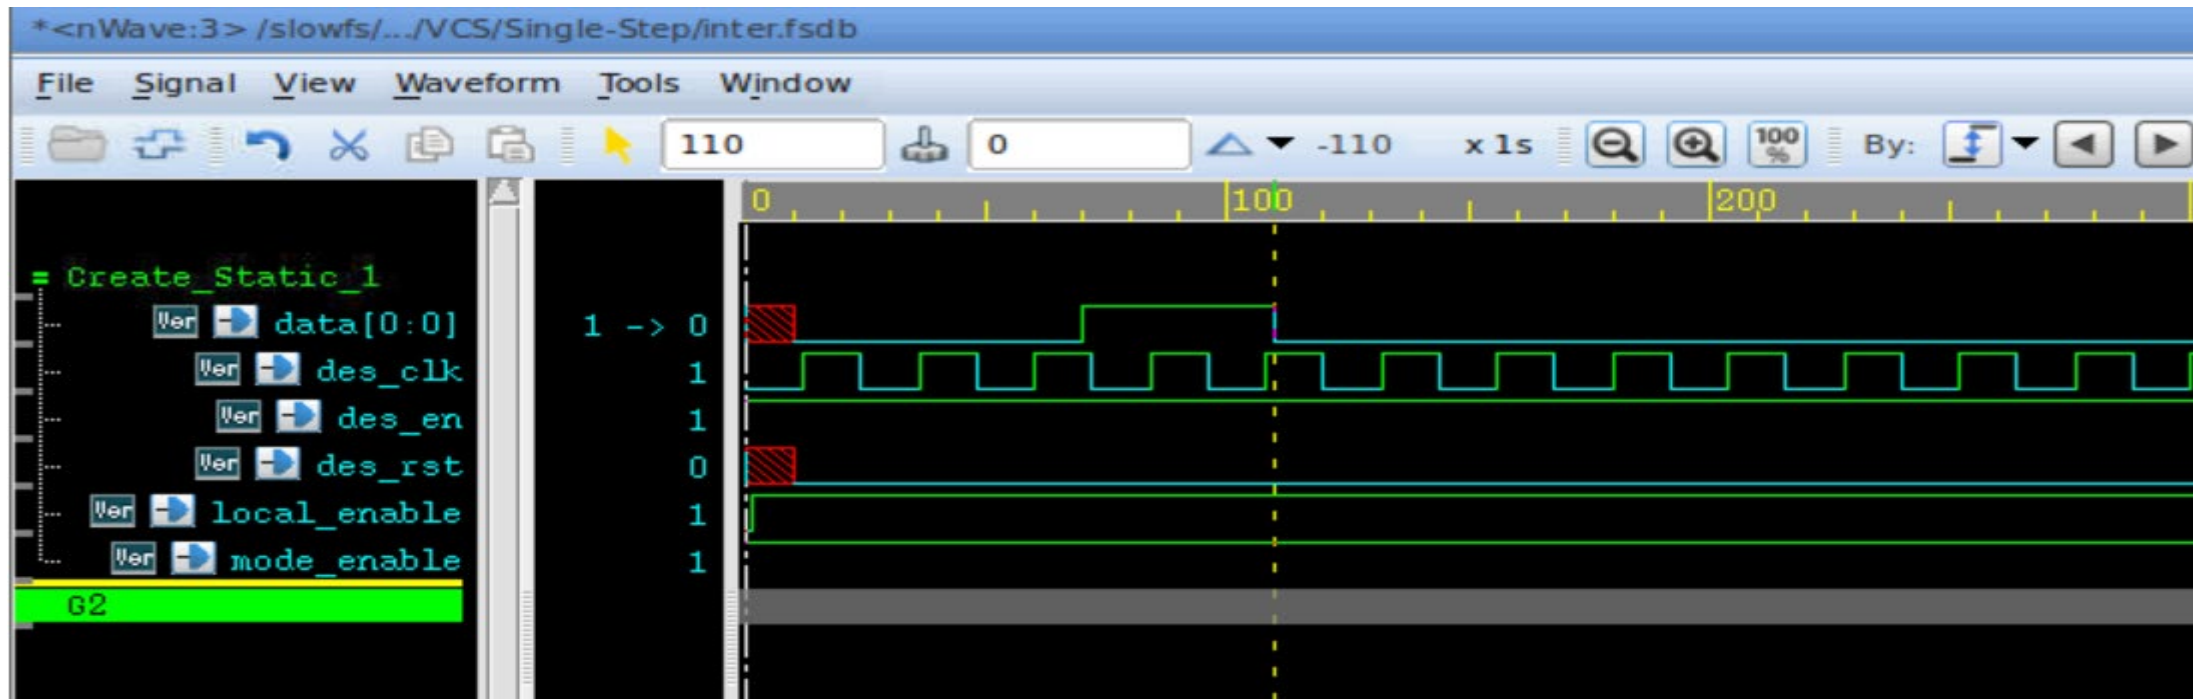 *<nWave:3> /slowfs/.../VCS/Single-Step/inter.fsdb
File Signal View Waveform Tools Window
110 0 -110 x 1s 100 % By:
0 100 200
= Create_Static_1
Ver data[0:0] 1 -> 0
Ver des_clk 1
Ver des_en 1
Ver des_rst 0
Ver local_enable 1
Ver mode_enable 1
G2